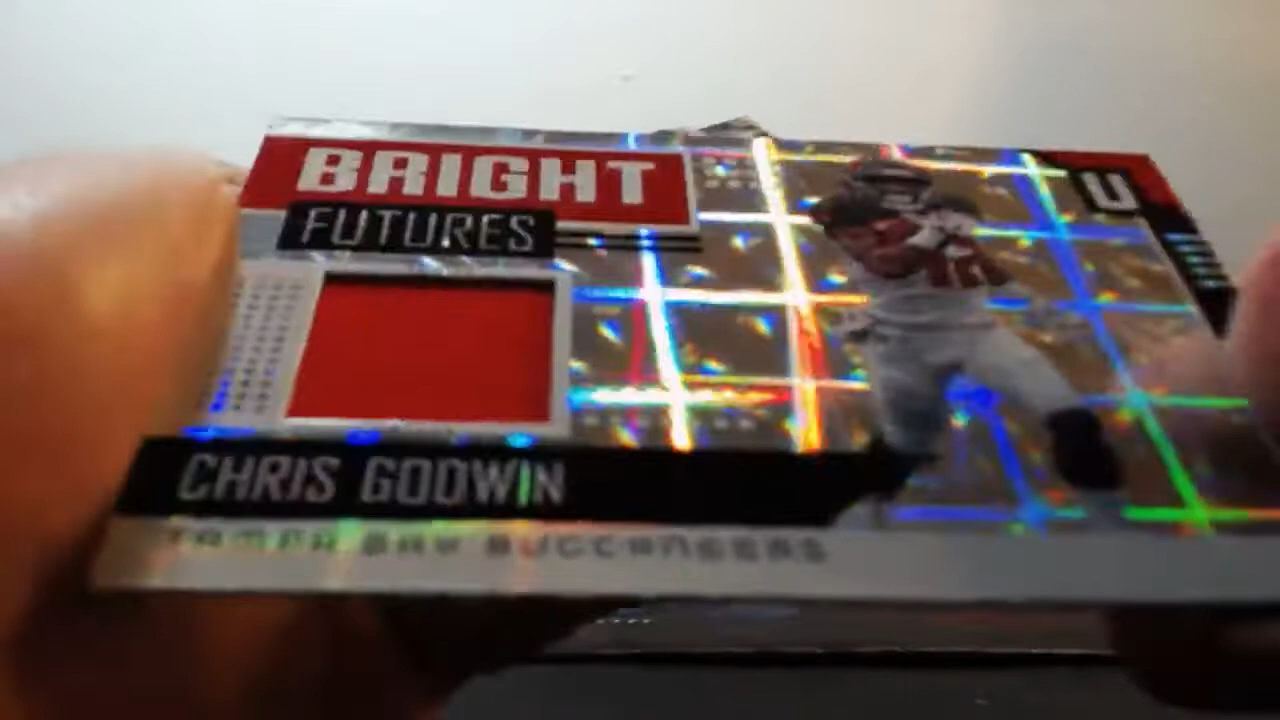 BRIGHT
FUTURES
U
CHRIS GODWIN
TAMPA BAY BUCCANEERS